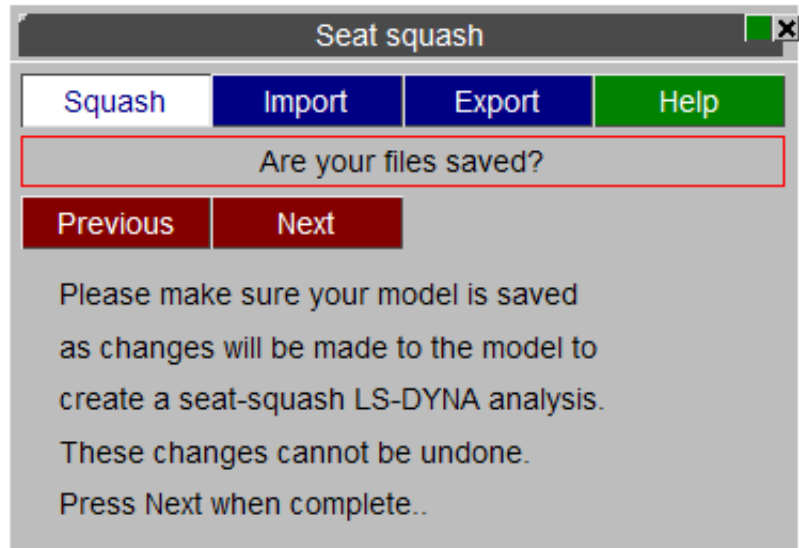 Seat squash
Squash Import Export Help
Are your files saved?
Previous Next
Please make sure your model is saved
as changes will be made to the model to
create a seat-squash LS-DYNA analysis.
These changes cannot be undone.
Press Next when complete..